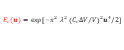 E_c(u) = exp[−π² λ² (C_c ΔV/V)² u⁴/2]